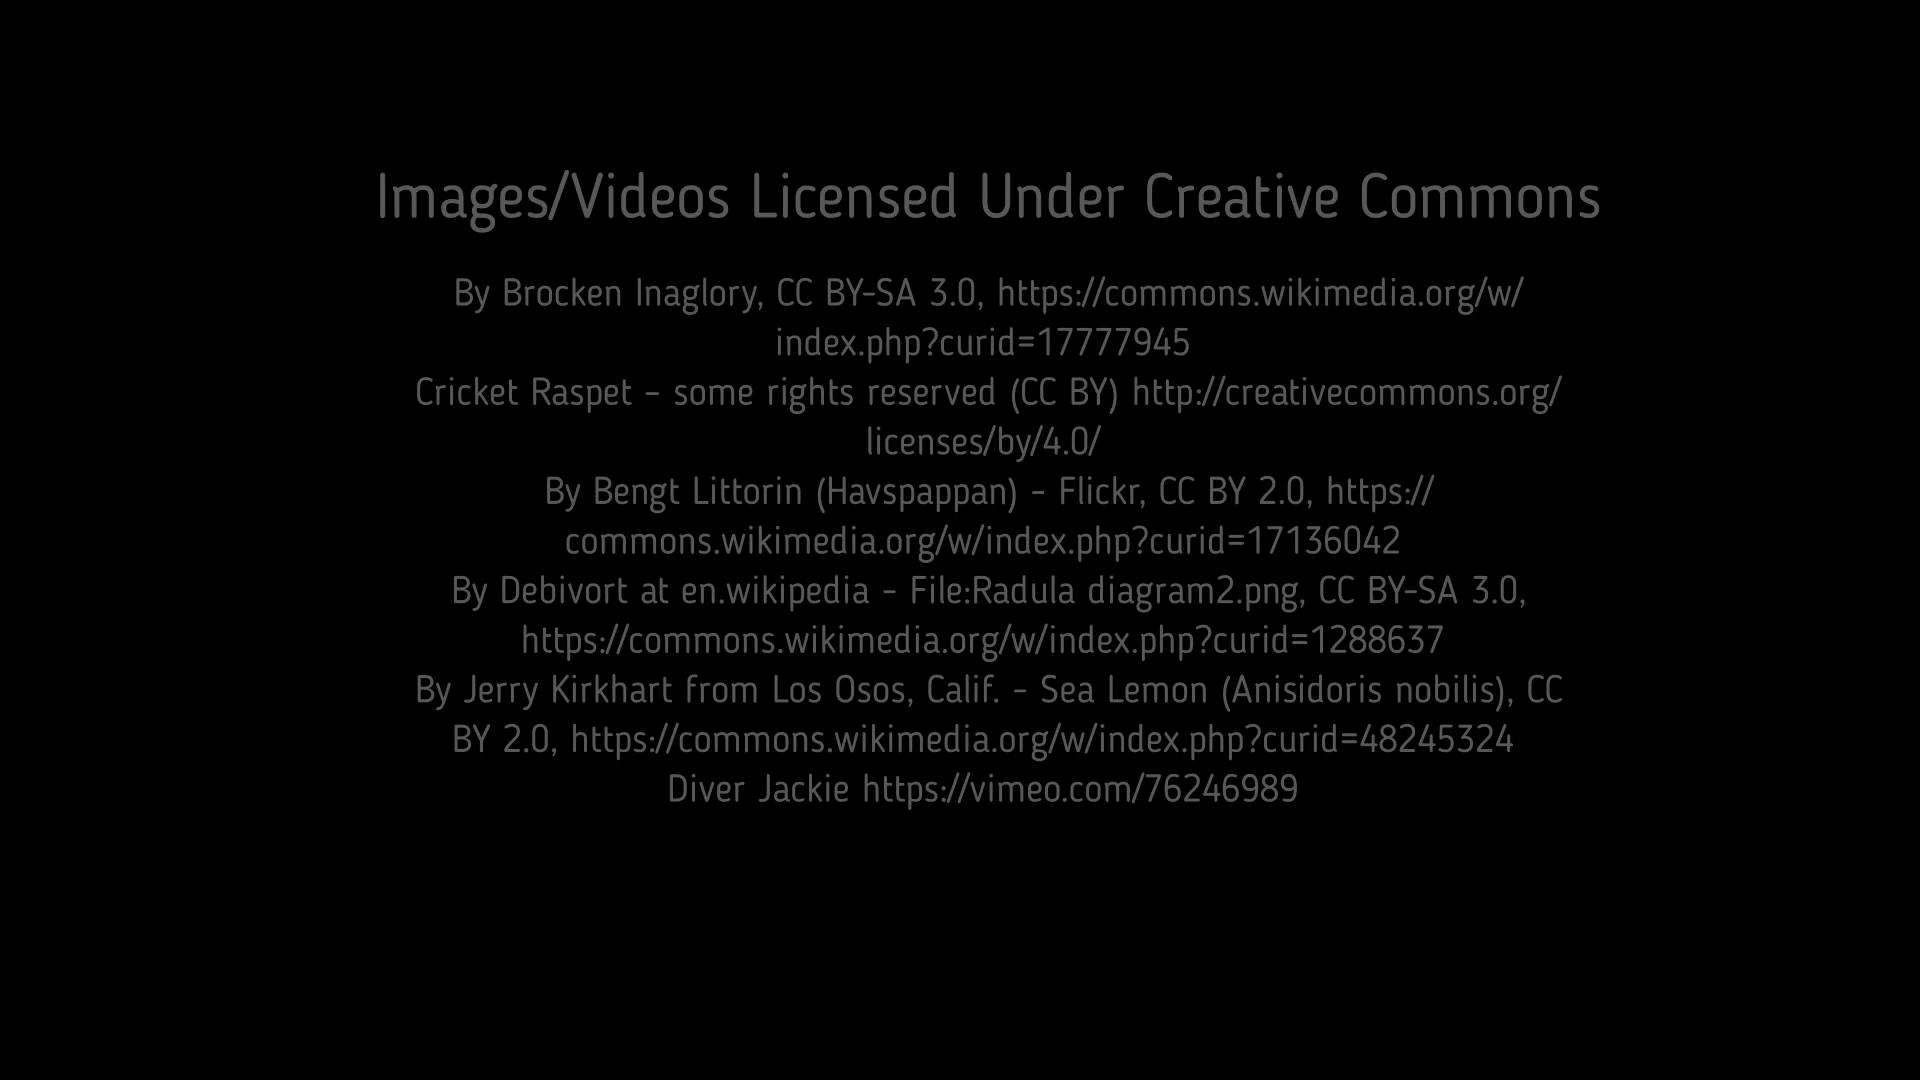 Images/Videos Licensed Under Creative Commons
By Brocken Inaglory, CC BY-SA 3.0, https://commons.wikimedia.org/w/
index.php?curid=17777945
Cricket Raspet - some rights reserved (CC BY) http://creativecommons.org/
licenses/by/4.0/
By Bengt Littorin (Havspappan) - Flickr, CC BY 2.0, https://
commons.wikimedia.org/w/index.php?curid=17136042
By Debivort at en.wikipedia - File:Radula diagram2.png, CC BY-SA 3.0,
https://commons.wikimedia.org/w/index.php?curid=1288637
By Jerry Kirkhart from Los Osos, Calif. - Sea Lemon (Anisidoris nobilis), CC
BY 2.0, https://commons.wikimedia.org/w/index.php?curid=48245324
Diver Jackie https://vimeo.com/76246989